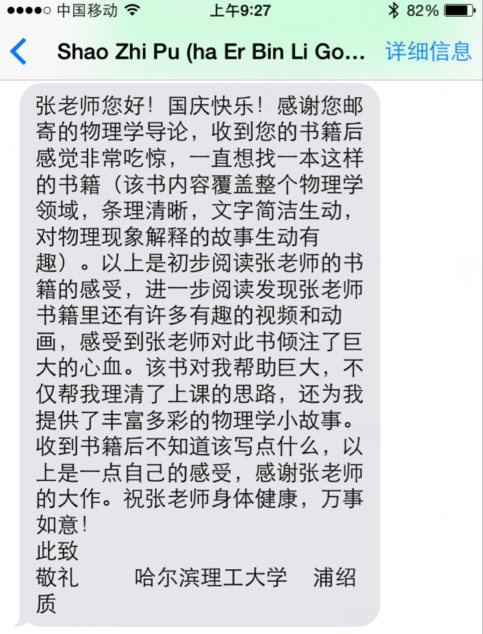 中国移动 上午9:27 82%
Shao Zhi Pu (ha Er Bin Li Go... 详细信息
张老师您好！国庆快乐！感谢您邮
寄的物理学导论，收到您的书籍后
感觉非常吃惊，一直想找一本这样
的书籍（该书内容覆盖整个物理学
领域，条理清晰，文字简洁生动，
对物理现象解释的故事生动有
趣）。以上是初步阅读张老师的书
籍的感受，进一步阅读发现张老师
书籍里还有许多有趣的视频和动
画，感受到张老师对此书倾注了巨
大的心血。该书对我帮助巨大，不
仅帮我理清了上课的思路，还为我
提供了丰富多彩的物理学小故事。
收到书籍后不知道该写点什么，以
上是一点自己的感受，感谢张老师
的大作。祝张老师身体健康，万事
如意！
此致
敬礼 哈尔滨理工大学 浦绍
质